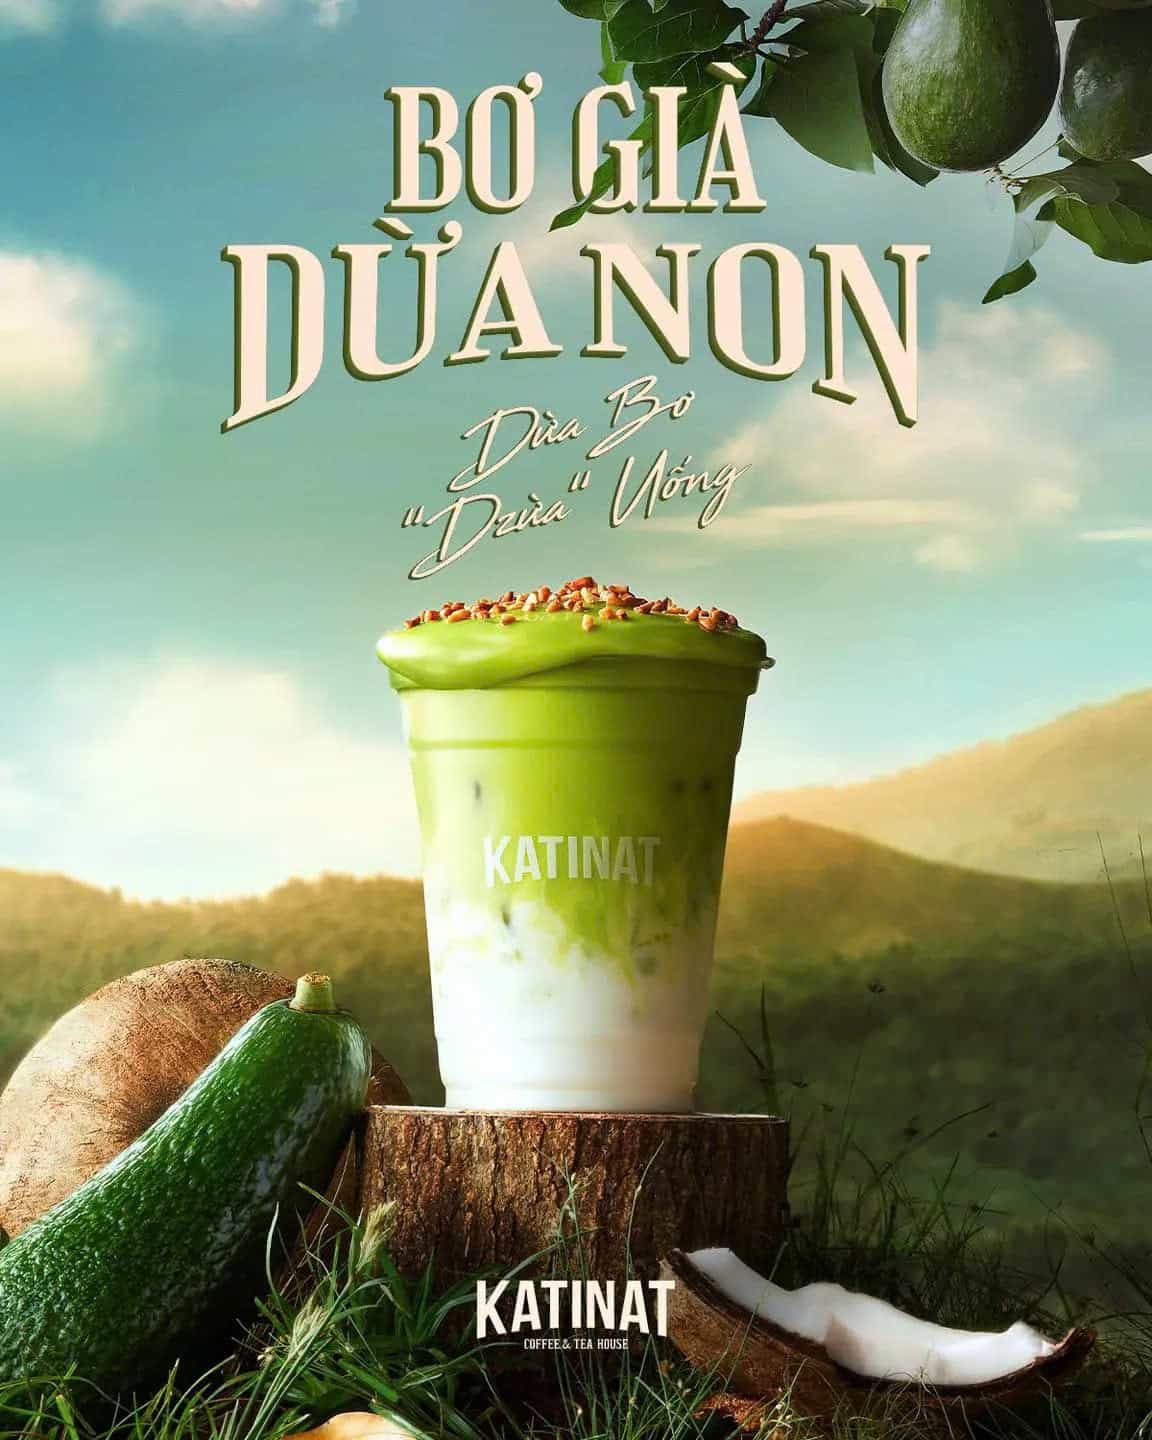 BƠ GIÀ
DỪA NON
Dừa Bơ
"Dzừa" Uống
KATINAT
KATINAT
COFFEE & TEA HOUSE